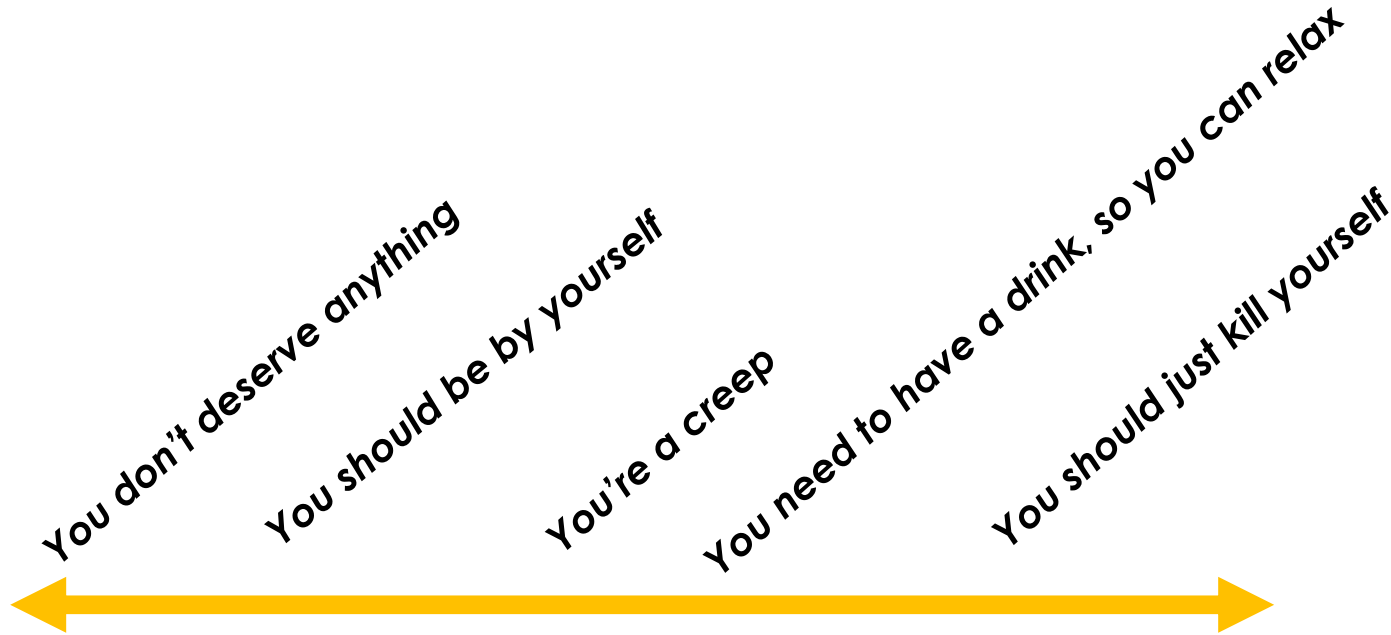 You don't deserve anything
You should be by yourself
You're a creep
You need to have a drink, so you can relax
You should just kill yourself